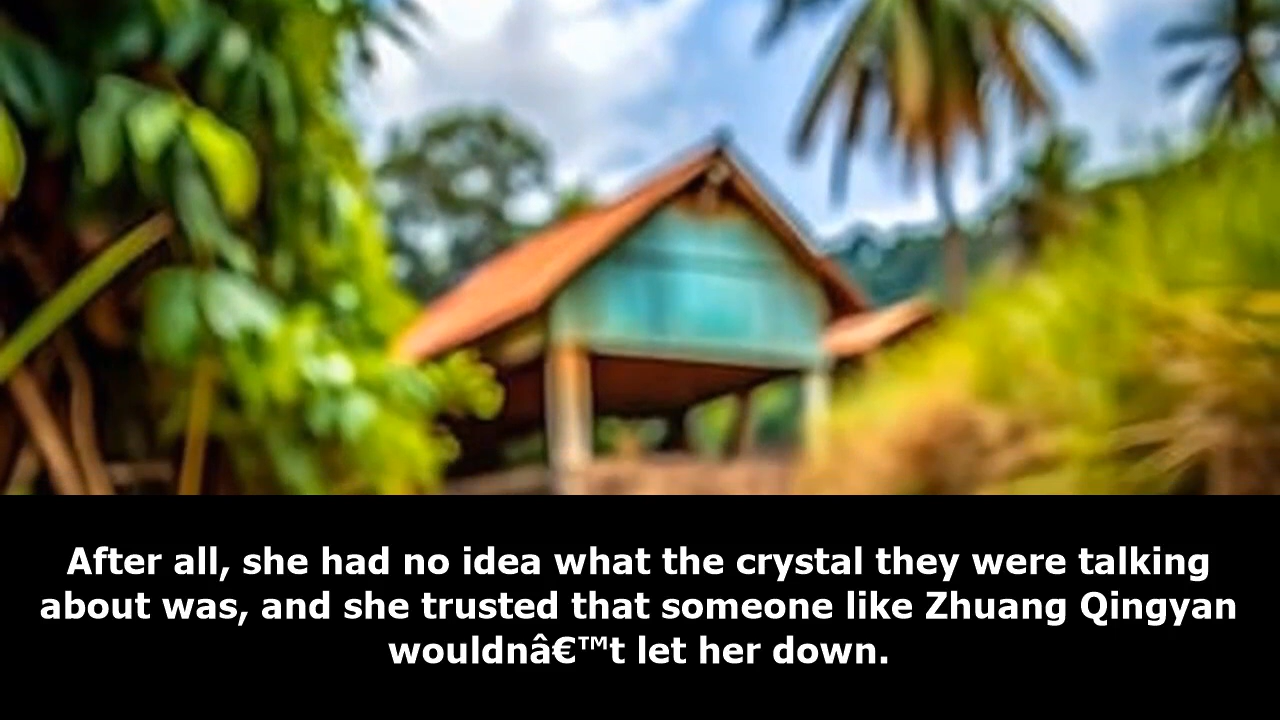 After all, she had no idea what the crystal they were talking
about was, and she trusted that someone like Zhuang Qingyan
wouldnâ€™t let her down.